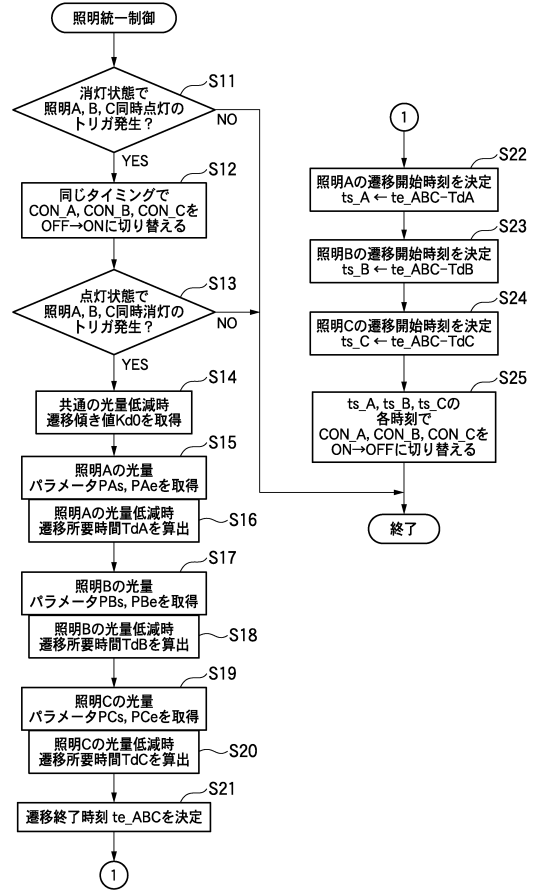 照明統一制御
S11
消灯状態で
照明A, B, C同時点灯の
トリガ発生？
NO
YES
S12
同じタイミングで
CON_A, CON_B, CON_Cを
OFF→ONに切り替える
S13
点灯状態で
照明A, B, C同時消灯の
トリガ発生？
NO
YES
S14
共通の光量低減時
遷移傾き値Kd0を取得
S15
照明Aの光量
パラメータPAs, PAeを取得
照明Aの光量低減時
遷移所要時間TdAを算出
S16
S17
照明Bの光量
パラメータPBs, PBeを取得
照明Bの光量低減時
遷移所要時間TdBを算出
S18
S19
照明Cの光量
パラメータPCs, PCeを取得
照明Cの光量低減時
遷移所要時間TdCを算出
S20
S21
遷移終了時刻 te_ABCを決定
1
1
S22
照明Aの遷移開始時刻を決定
ts_A ← te_ABC-TdA
S23
照明Bの遷移開始時刻を決定
ts_B ← te_ABC-TdB
S24
照明Cの遷移開始時刻を決定
ts_C ← te_ABC-TdC
S25
ts_A, ts_B, ts_Cの
各時刻で
CON_A, CON_B, CON_Cを
ON→OFFに切り替える
終了